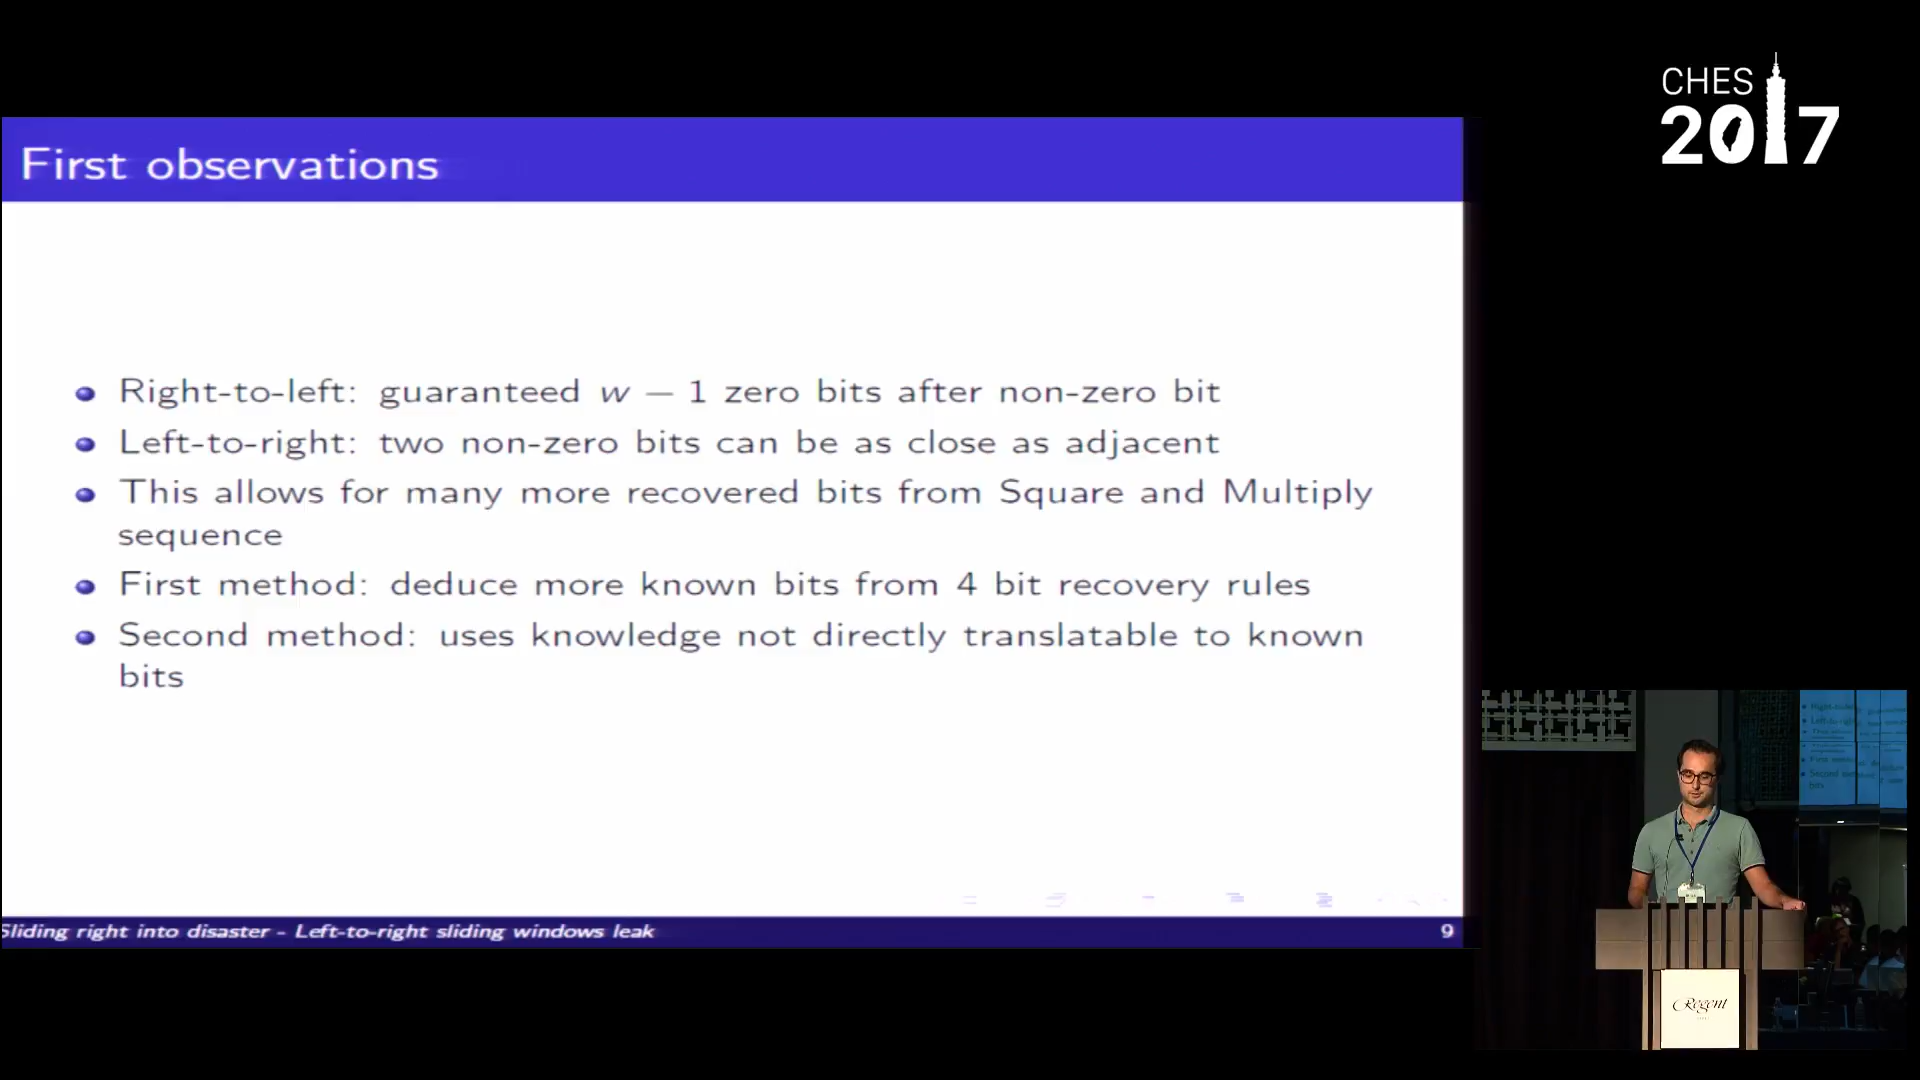 CHES
2017
First observations
Right-to-left: guaranteed w − 1 zero bits after non-zero bit
Left-to-right: two non-zero bits can be as close as adjacent
This allows for many more recovered bits from Square and Multiply
sequence
First method: deduce more known bits from 4 bit recovery rules
Second method: uses knowledge not directly translatable to known
bits
Sliding right into disaster - Left-to-right sliding windows leak
9
Regent